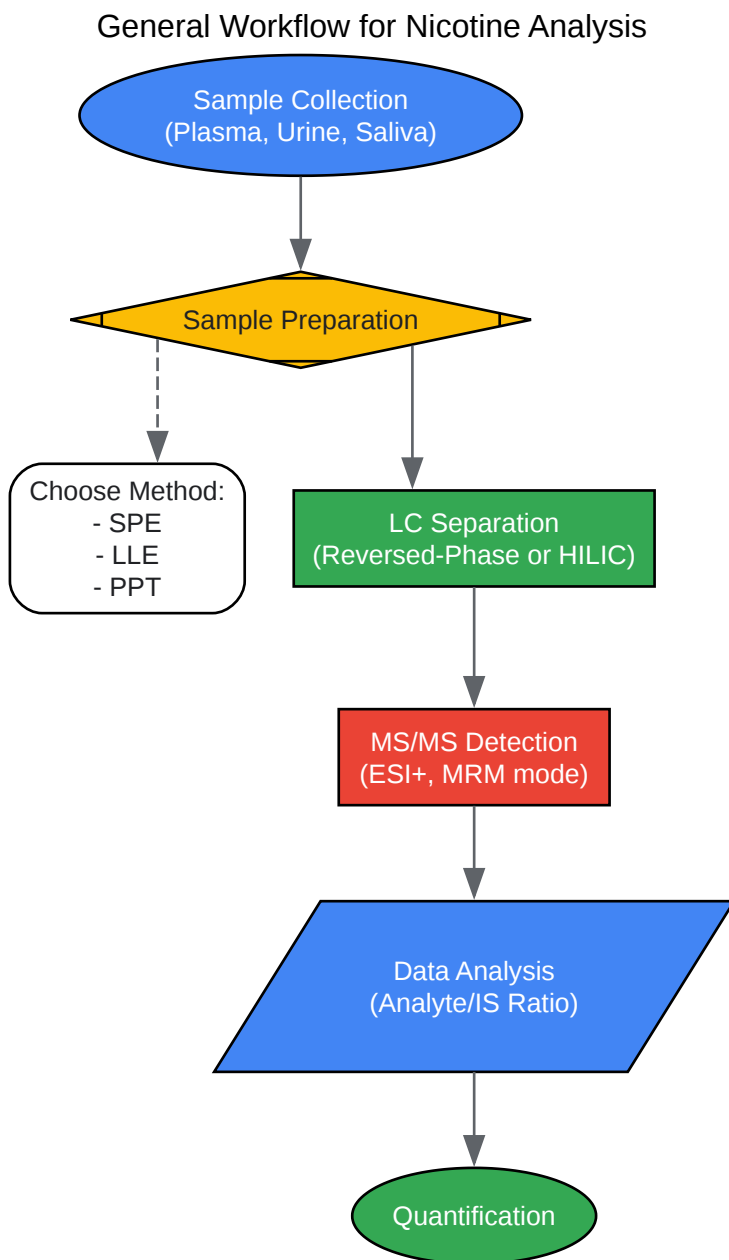 General Workflow for Nicotine Analysis
Sample Collection
(Plasma, Urine, Saliva)
Sample Preparation
Choose Method:
- SPE
- LLE
- PPT
LC Separation
(Reversed-Phase or HILIC)
MS/MS Detection
(ESI+, MRM mode)
Data Analysis
(Analyte/IS Ratio)
Quantification